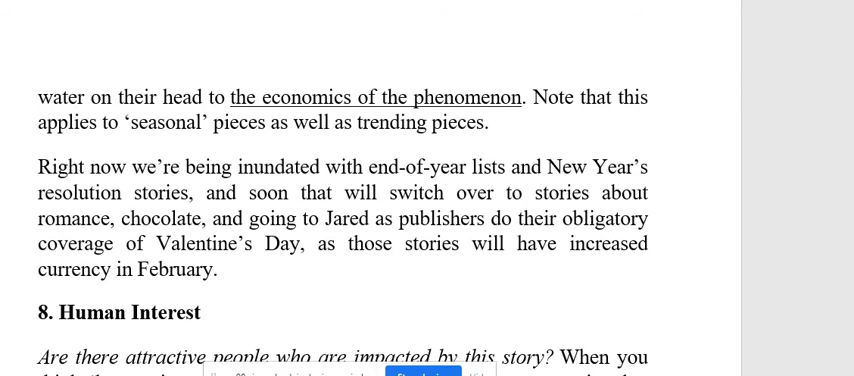 water on their head to the economics of the phenomenon. Note that this
applies to ‘seasonal’ pieces as well as trending pieces.
Right now we’re being inundated with end-of-year lists and New Year’s
resolution stories, and soon that will switch over to stories about
romance, chocolate, and going to Jared as publishers do their obligatory
coverage of Valentine’s Day, as those stories will have increased
currency in February.
8. Human Interest
Are there attractive people who are impacted by this story? When you